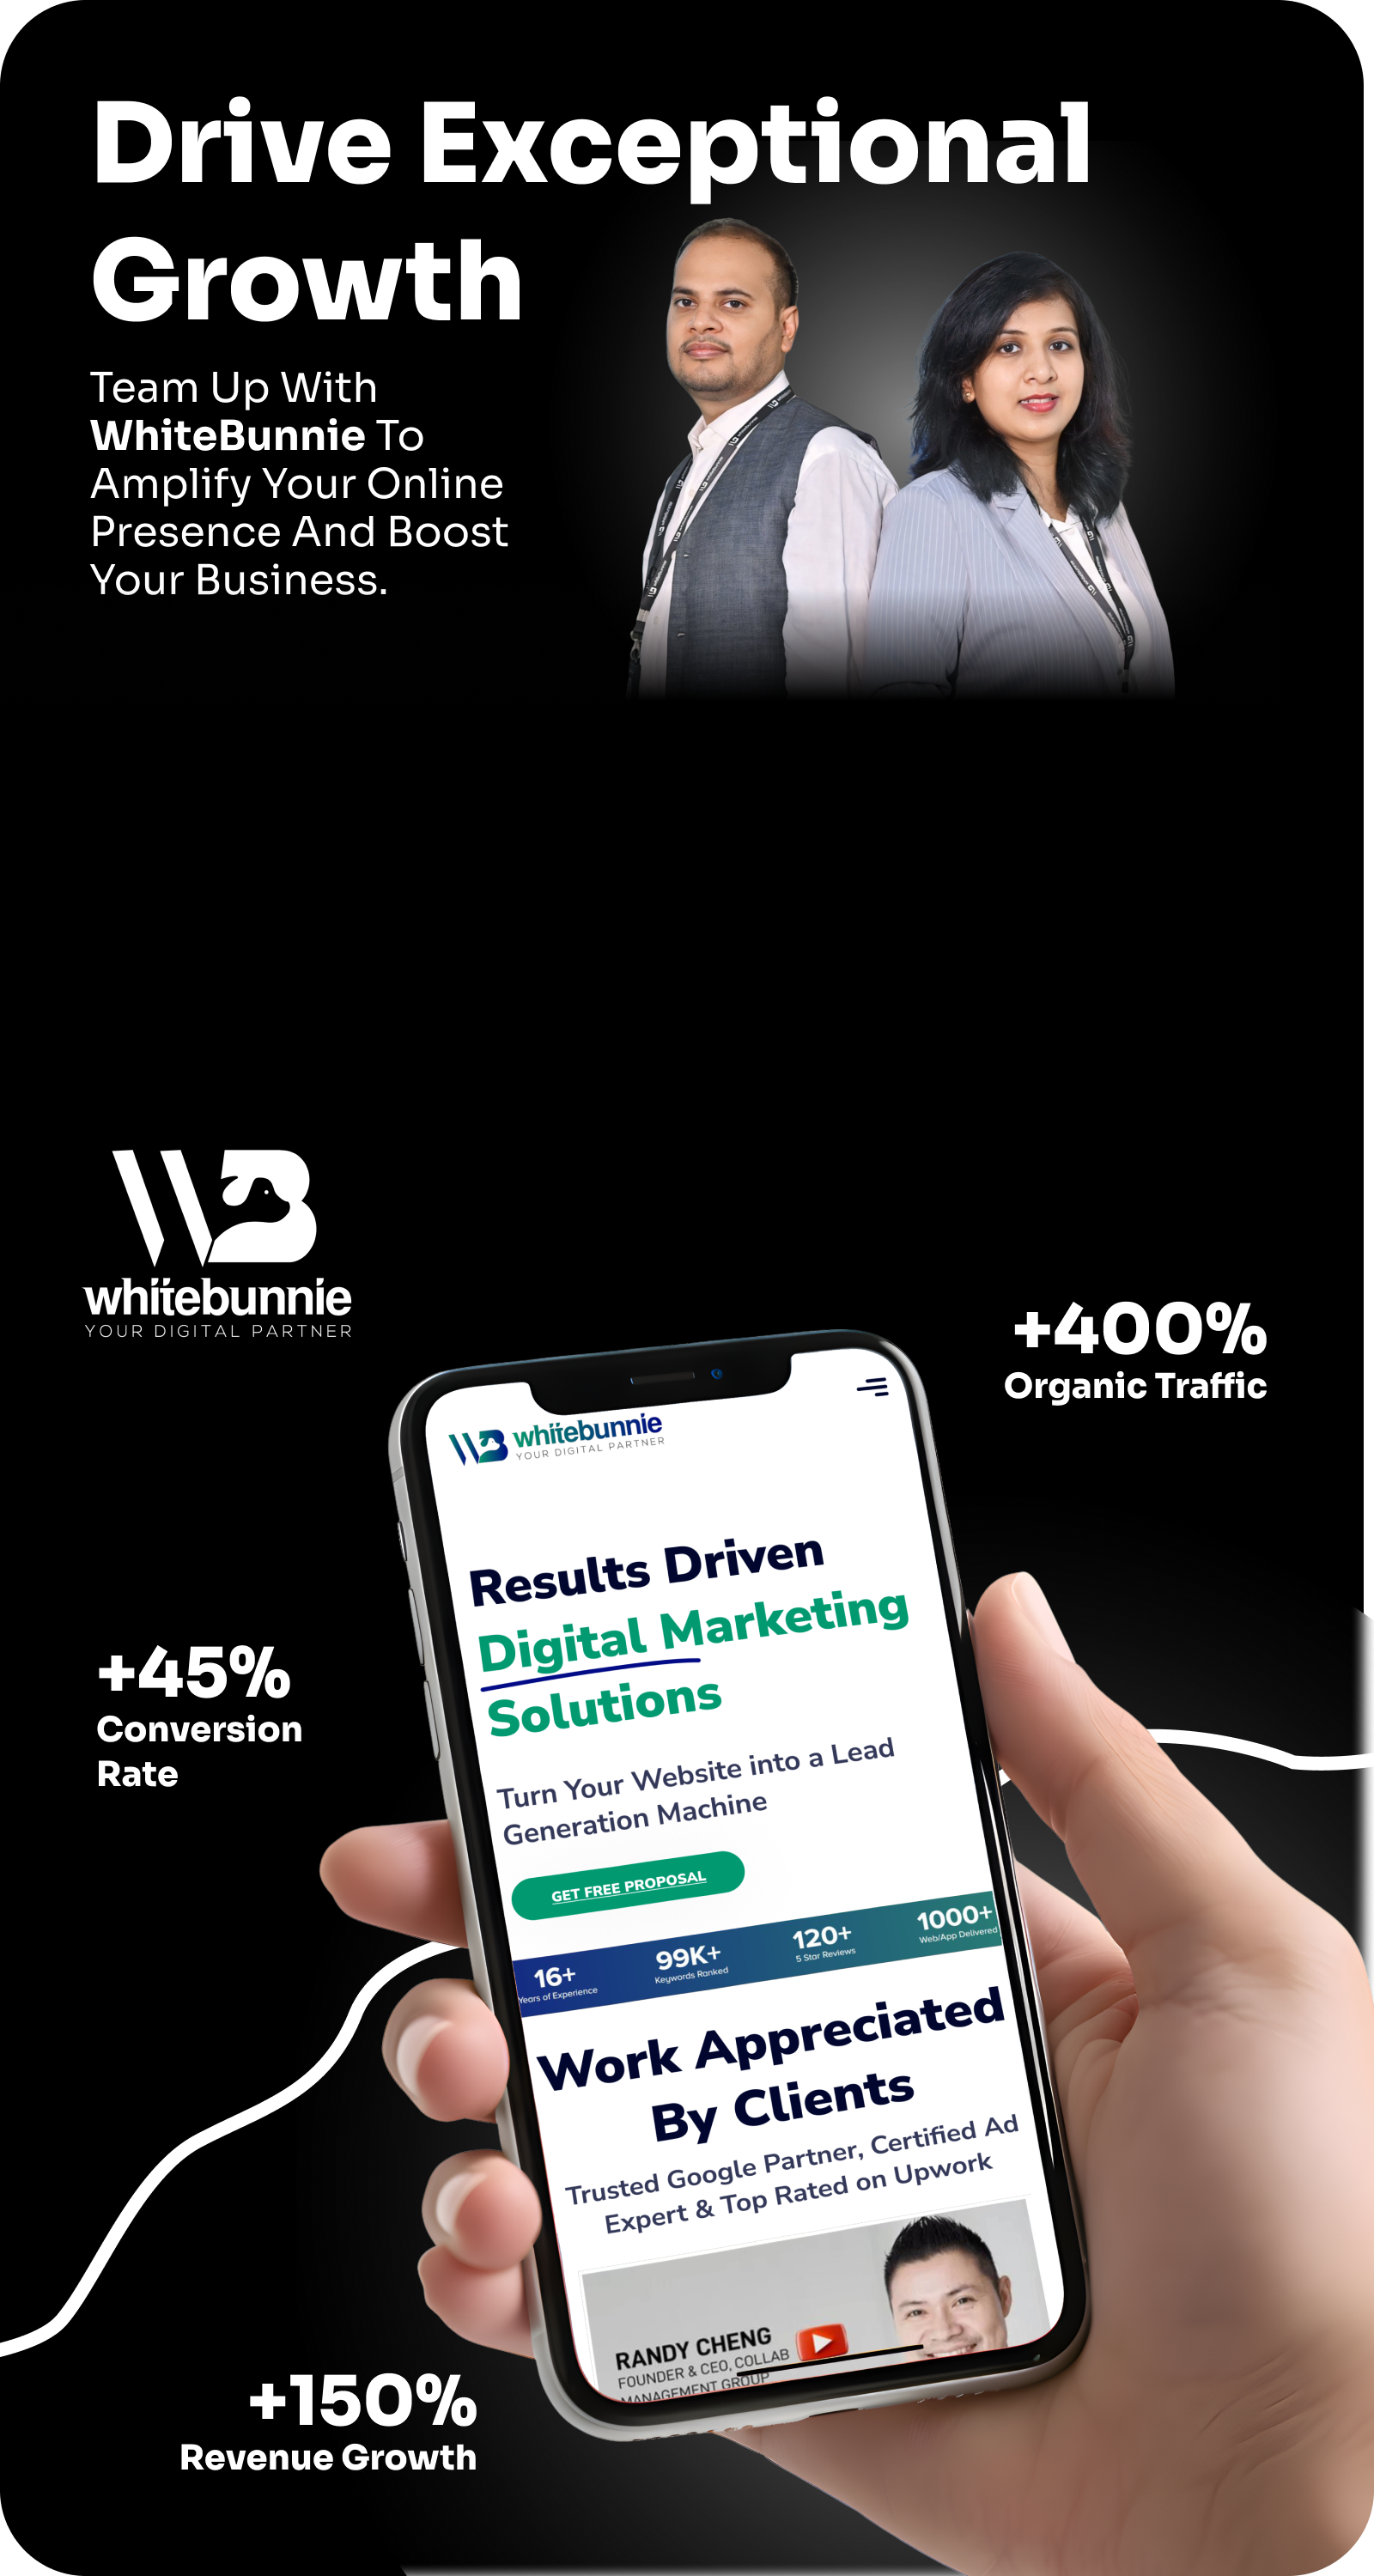 Drive Exceptional
Growth
Team Up With
WhiteBunnie To
Amplify Your Online
Presence And Boost
Your Business.
WB
whitebunnie
YOUR DIGITAL PARTNER
+400%
Organic Traffic
+45%
Conversion
Rate
WB whitebunnie
YOUR DIGITAL PARTNER
Results Driven
Digital Marketing
Solutions
Turn Your Website into a Lead
Generation Machine
GET FREE PROPOSAL
16+ 99K+ 120+ 1000+
Years of Experience Keywords Ranked 5 Star Reviews Web/App Delivered
Work Appreciated
By Clients
Trusted Google Partner, Certified Ad
Expert & Top Rated on Upwork
RANDY CHENG
FOUNDER & CEO, COLLAB
MANAGEMENT GROUP
+150%
Revenue Growth